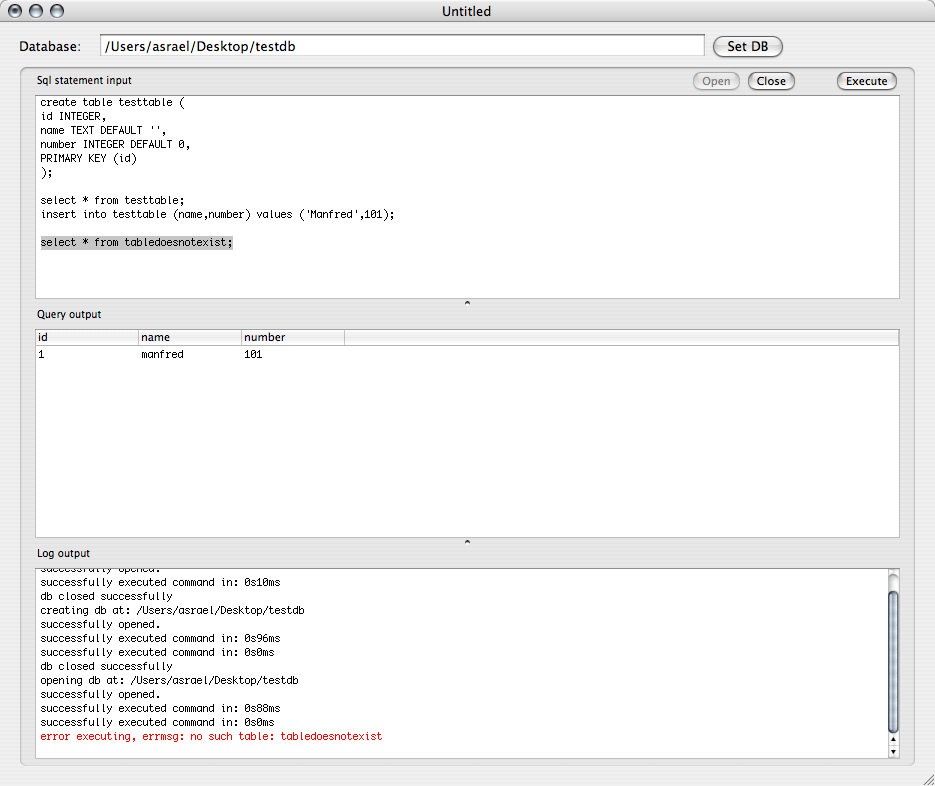 Untitled
Database: /Users/asrael/Desktop/testdb Set DB
Sql statement input Open Close Execute
create table testtable (
id INTEGER,
name TEXT DEFAULT '',
number INTEGER DEFAULT 0,
PRIMARY KEY (id)
);
select * from testtable;
insert into testtable (name,number) values ('Manfred',101);
select * from tabledoesnotexist;
Query output
id name number
1 manfred 101
Log output
successfully opened.
successfully executed command in: 0s10ms
db closed successfully
creating db at: /Users/asrael/Desktop/testdb
successfully opened.
successfully executed command in: 0s96ms
successfully executed command in: 0s0ms
db closed successfully
opening db at: /Users/asrael/Desktop/testdb
successfully opened.
successfully executed command in: 0s88ms
successfully executed command in: 0s0ms
error executing, errmsg: no such table: tabledoesnotexist